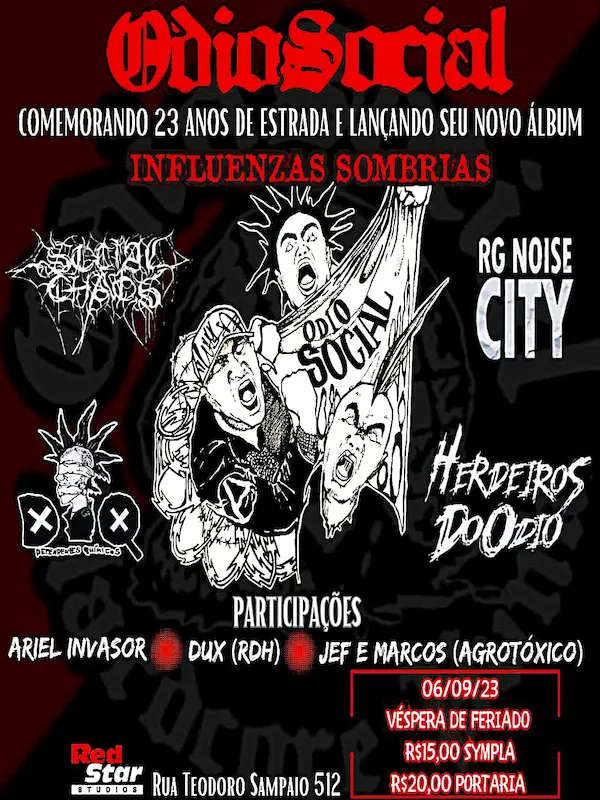 OdioSocial
COMEMORANDO 23 ANOS DE ESTRADA E LANÇANDO SEU NOVO ÁLBUM
INFLUENZAS SOMBRIAS
SOCIAL
CHAOS
RG NOISE
CITY
ODIO
SOCIAL
HERDEIROS
DO ODIO
DQ
DEPENDENTES QUÍMICOS
PARTICIPAÇÕES
ARIEL INVASOR DUX (RDH) JEF E MARCOS (AGROTÓXICO)
06/09/23
VÉSPERA DE FERIADO
R$15,00 SYMPLA
R$20,00 PORTARIA
Red
Star
STUDIOS
RUA TEODORO SAMPAIO 512